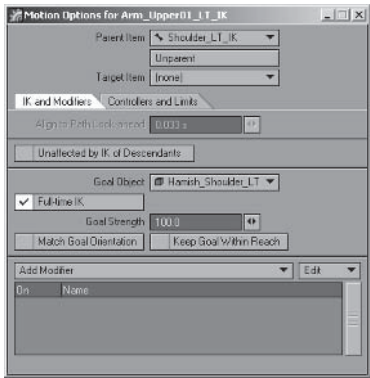 Motion Options for Arm_Upper01_LT_IK
Parent Item Shoulder_LT_IK
Unparent
Target Item (none)
IK and Modifiers Controllers and Limits
Align to Path Look-ahead 0.033 s
Unaffected by IK of Descendants
Goal Object Hamish_Shoulder_LT
Full-time IK
Goal Strength 100.0
Match Goal Orientation Keep Goal Within Reach
Add Modifier Edit
On Name